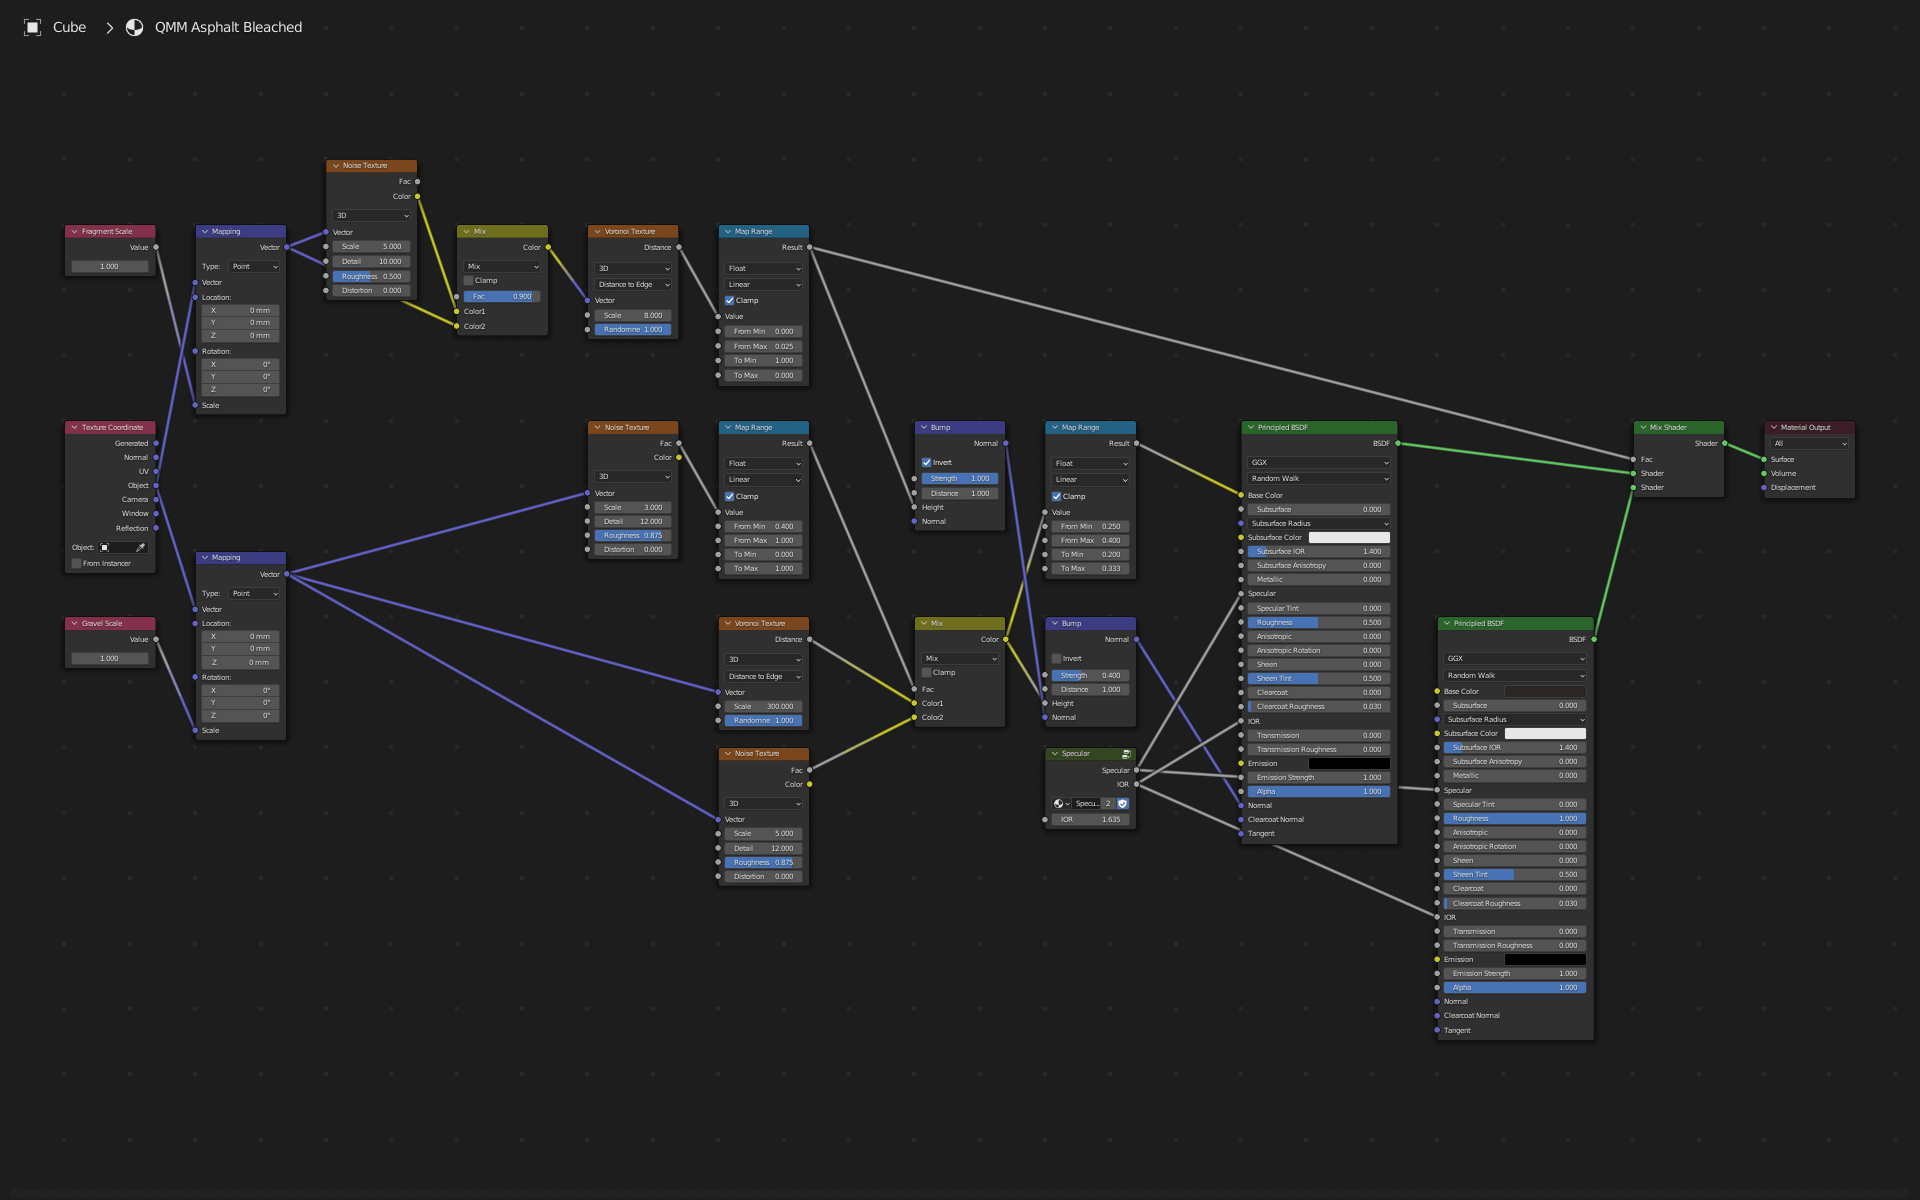 Cube
QMM Asphalt Bleached
Fragment Scale
Value
1.000
Mapping
Vector
Type: Point
Vector
Location:
X 0 mm
Y 0 mm
Z 0 mm
Rotation:
X 0°
Y 0°
Z 0°
Scale
Noise Texture
Fac
Color
3D
Vector
Scale 5.000
Detail 10.000
Roughness 0.500
Distortion 0.000
Mix
Color
Mix
Clamp
Fac 0.900
Color1
Color2
Voronoi Texture
Distance
3D
Distance to Edge
Vector
Scale 8.000
Randomne 1.000
Map Range
Result
Float
Linear
Clamp
Value
From Min 0.000
From Max 0.025
To Min 1.000
To Max 0.000
Texture Coordinate
Generated
Normal
UV
Object
Camera
Window
Reflection
Object:
From Instancer
Gravel Scale
Value
1.000
Mapping
Vector
Type: Point
Vector
Location:
X 0 mm
Y 0 mm
Z 0 mm
Rotation:
X 0°
Y 0°
Z 0°
Scale
Noise Texture
Fac
Color
3D
Vector
Scale 3.000
Detail 12.000
Roughness 0.875
Distortion 0.000
Map Range
Result
Float
Linear
Clamp
Value
From Min 0.400
From Max 1.000
To Min 0.000
To Max 1.000
Voronoi Texture
Distance
3D
Distance to Edge
Vector
Scale 300.000
Randomne 1.000
Noise Texture
Fac
Color
3D
Vector
Scale 5.000
Detail 12.000
Roughness 0.875
Distortion 0.000
Bump
Normal
Invert
Strength 1.000
Distance 1.000
Height
Normal
Mix
Color
Mix
Clamp
Fac
Color1
Color2
Map Range
Result
Float
Linear
Clamp
Value
From Min 0.250
From Max 0.400
To Min 0.200
To Max 0.333
Bump
Normal
Invert
Strength 0.400
Distance 1.000
Height
Normal
Specular
Specular
IOR
Specu... 2
IOR 1.635
Principled BSDF
BSDF
GGX
Random Walk
Base Color
Subsurface 0.000
Subsurface Radius
Subsurface Color
Subsurface IOR 1.400
Subsurface Anisotropy 0.000
Metallic 0.000
Specular
Specular Tint 0.000
Roughness 0.500
Anisotropic 0.000
Anisotropic Rotation 0.000
Sheen 0.000
Sheen Tint 0.500
Clearcoat 0.000
Clearcoat Roughness 0.030
IOR
Transmission 0.000
Transmission Roughness 0.000
Emission
Emission Strength 1.000
Alpha 1.000
Normal
Clearcoat Normal
Tangent
Principled BSDF
BSDF
GGX
Random Walk
Base Color
Subsurface 0.000
Subsurface Radius
Subsurface Color
Subsurface IOR 1.400
Subsurface Anisotropy 0.000
Metallic 0.000
Specular
Specular Tint 0.000
Roughness 1.000
Anisotropic 0.000
Anisotropic Rotation 0.000
Sheen 0.000
Sheen Tint 0.500
Clearcoat 0.000
Clearcoat Roughness 0.030
IOR
Transmission 0.000
Transmission Roughness 0.000
Emission
Emission Strength 1.000
Alpha 1.000
Normal
Clearcoat Normal
Tangent
Mix Shader
Shader
Fac
Shader
Shader
Material Output
All
Surface
Volume
Displacement